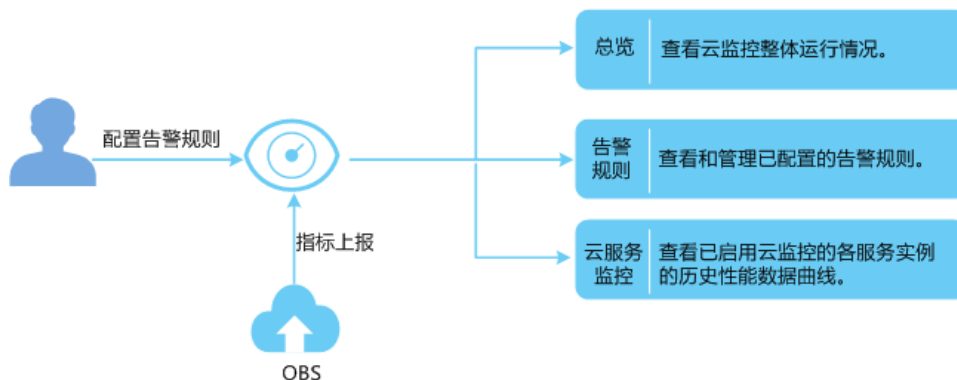 总览
查看云监控整体运行情况。
配置告警规则
告警
规则
查看和管理已配置的告警规则。
指标上报
云服务
监控
查看已启用云监控的各服务实例
的历史性能数据曲线。
OBS